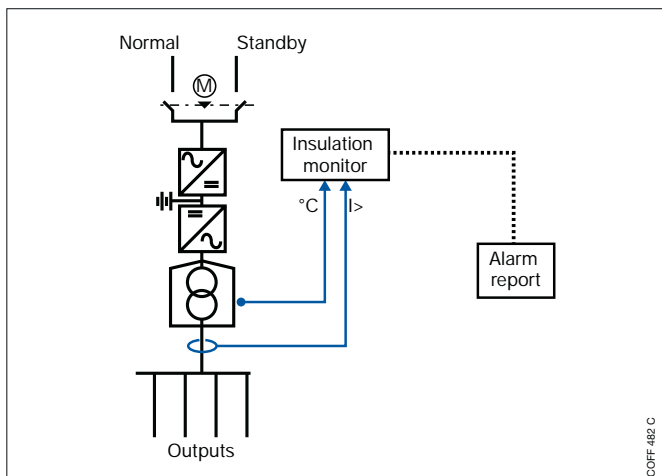 Normal Standby
M
Insulation
monitor
°C I>
Alarm
report
Outputs
COFF 482 C